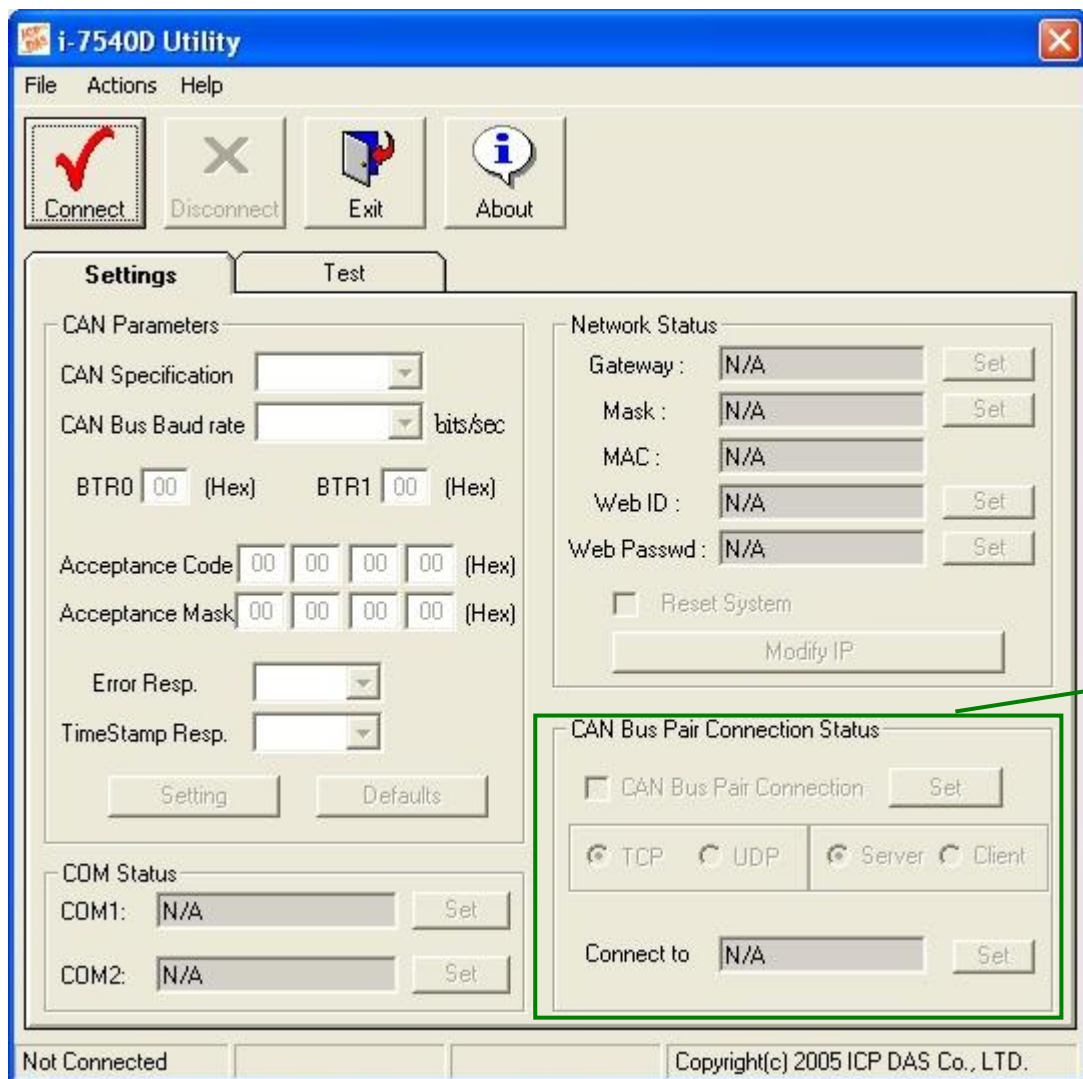 i-7540D Utility
File Actions Help
Connect Disconnect Exit About
Settings Test
CAN Parameters
CAN Specification
CAN Bus Baud rate bits/sec
BTR0 00 (Hex) BTR1 00 (Hex)
Acceptance Code 00 00 00 00 (Hex)
Acceptance Mask 00 00 00 00 (Hex)
Error Resp.
TimeStamp Resp.
Setting Defaults
COM Status
COM1: N/A Set
COM2: N/A Set
Network Status
Gateway : N/A Set
Mask : N/A Set
MAC : N/A
Web ID : N/A Set
Web Passwd : N/A Set
Reset System
Modify IP
CAN Bus Pair Connection Status
CAN Bus Pair Connection Set
TCP UDP Server Client
Connect to N/A Set
Not Connected Copyright(c) 2005 ICP DAS Co., LTD.